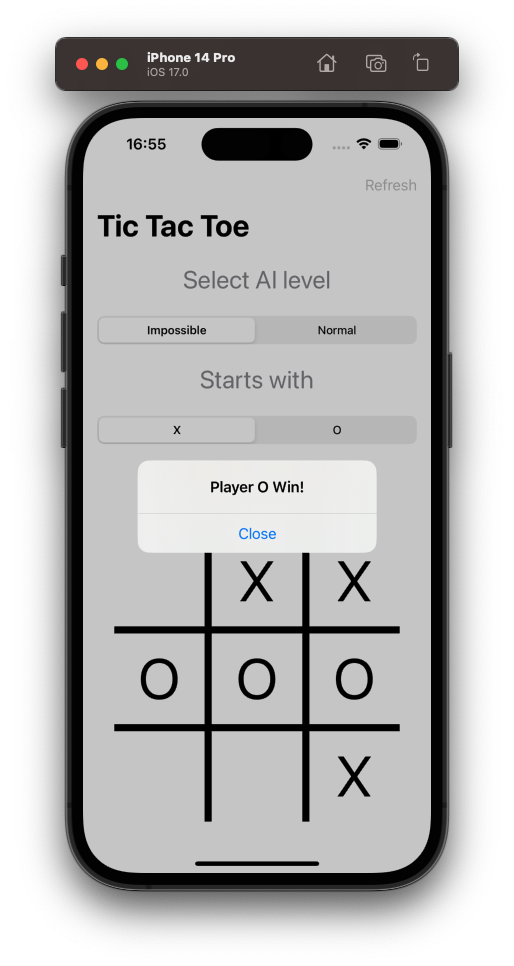 iPhone 14 Pro
iOS 17.0
16:55
Refresh
Tic Tac Toe
Select AI level
Impossible Normal
Starts with
X O
Player O Win!
Close
X X
O O O
X